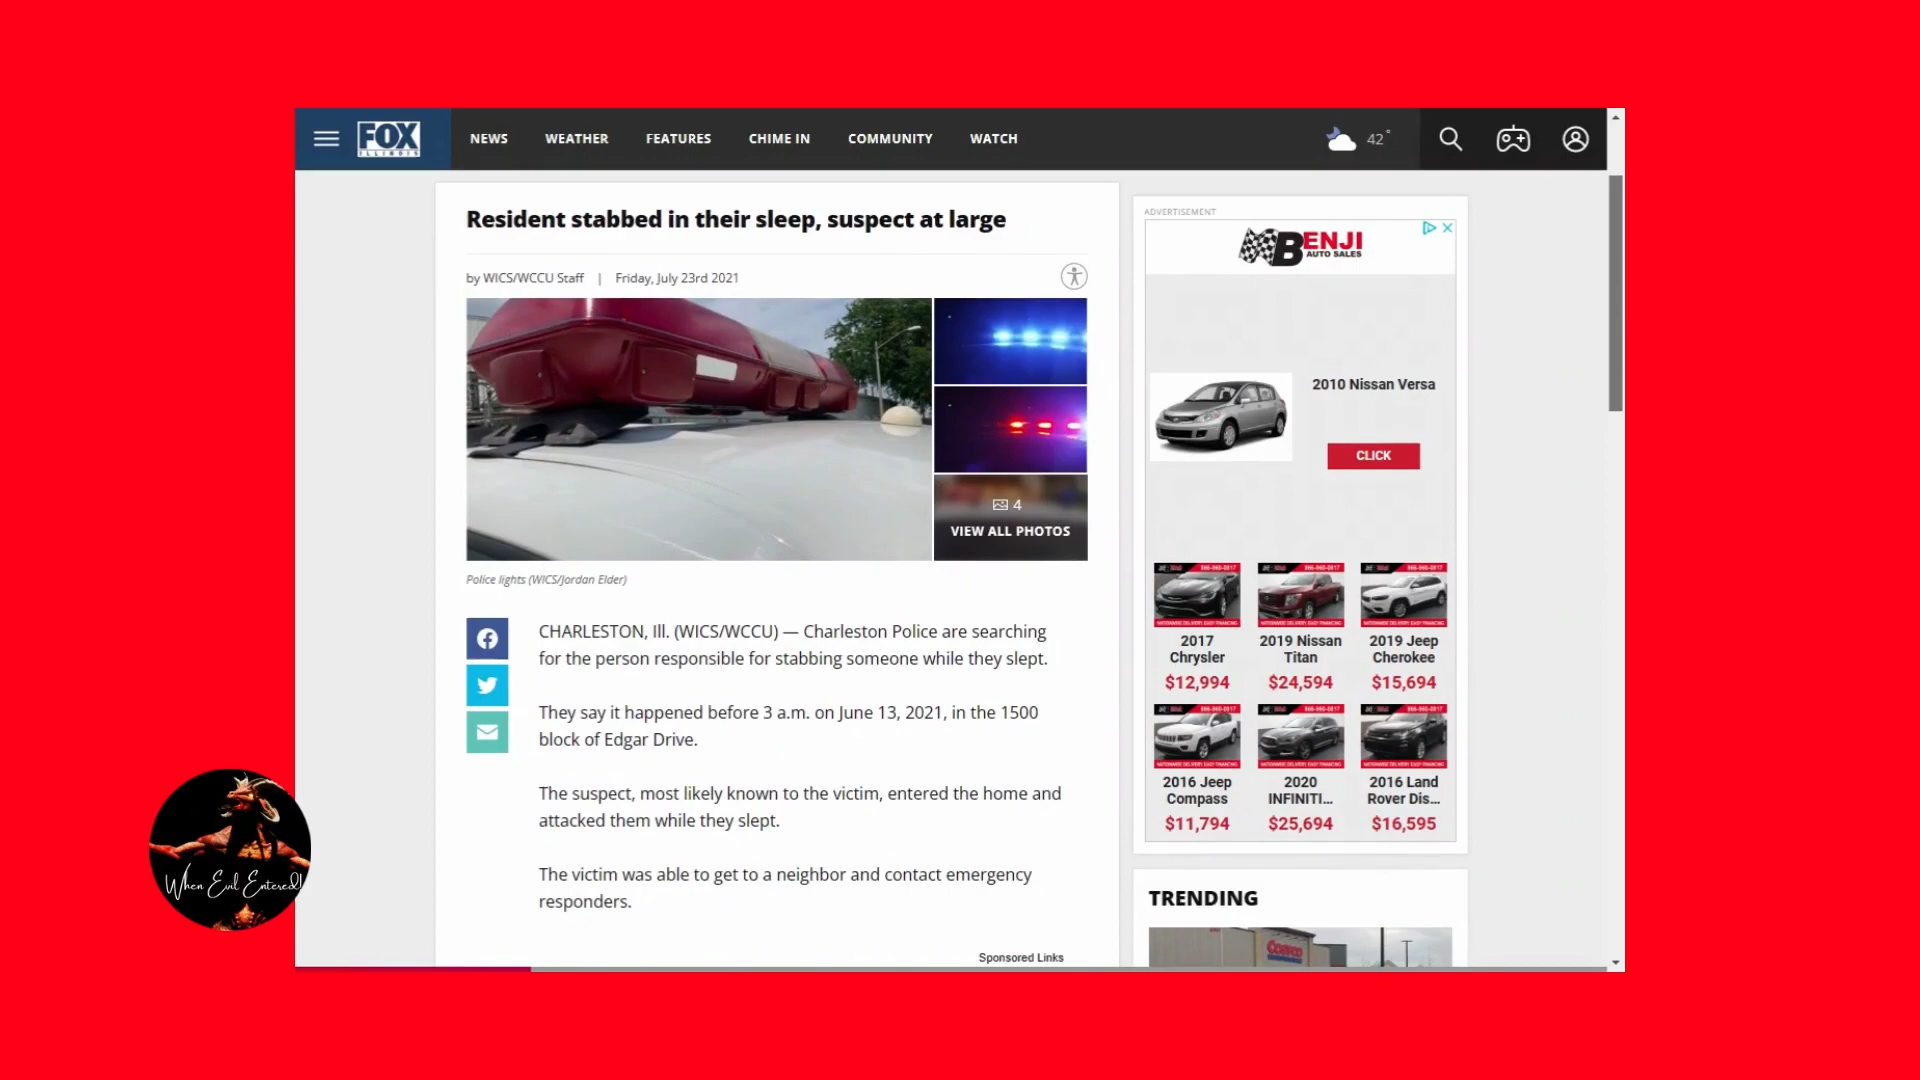 FOX
ILLINOIS
NEWS
WEATHER
FEATURES
CHIME IN
COMMUNITY
WATCH
42°
Resident stabbed in their sleep, suspect at large
by WICS/WCCU Staff | Friday, July 23rd 2021
4
VIEW ALL PHOTOS
Police lights (WICS/Jordan Elder)
CHARLESTON, Ill. (WICS/WCCU) — Charleston Police are searching
for the person responsible for stabbing someone while they slept.
They say it happened before 3 a.m. on June 13, 2021, in the 1500
block of Edgar Drive.
The suspect, most likely known to the victim, entered the home and
attacked them while they slept.
The victim was able to get to a neighbor and contact emergency
responders.
Sponsored Links
When Evil Entered!
ADVERTISEMENT
BENJI
AUTO SALES
2010 Nissan Versa
CLICK
2017
Chrysler
$12,994
2019 Nissan
Titan
$24,594
2019 Jeep
Cherokee
$15,694
2016 Jeep
Compass
$11,794
2020
INFINITI...
$25,694
2016 Land
Rover Dis...
$16,595
TRENDING
Costco